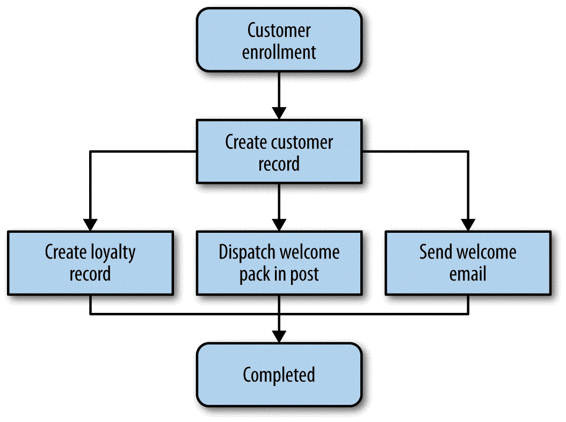 Customer
enrollment
Create customer
record
Create loyalty
record
Dispatch welcome
pack in post
Send welcome
email
Completed